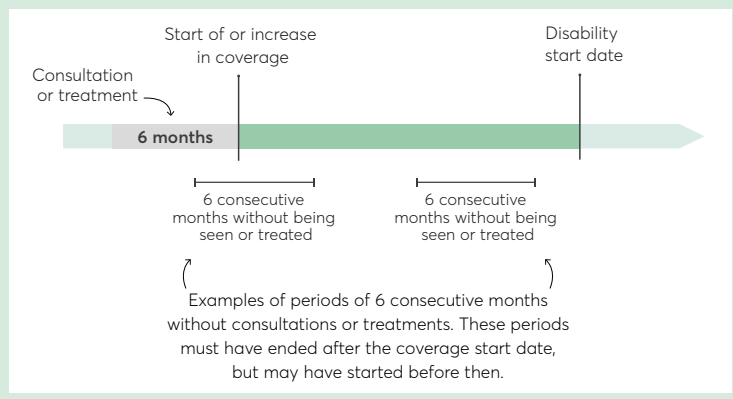 Start of or increase
in coverage
Disability
start date
Consultation
or treatment
6 months
6 consecutive
months without being
seen or treated
6 consecutive
months without being
seen or treated
Examples of periods of 6 consecutive months
without consultations or treatments. These periods
must have ended after the coverage start date,
but may have started before then.